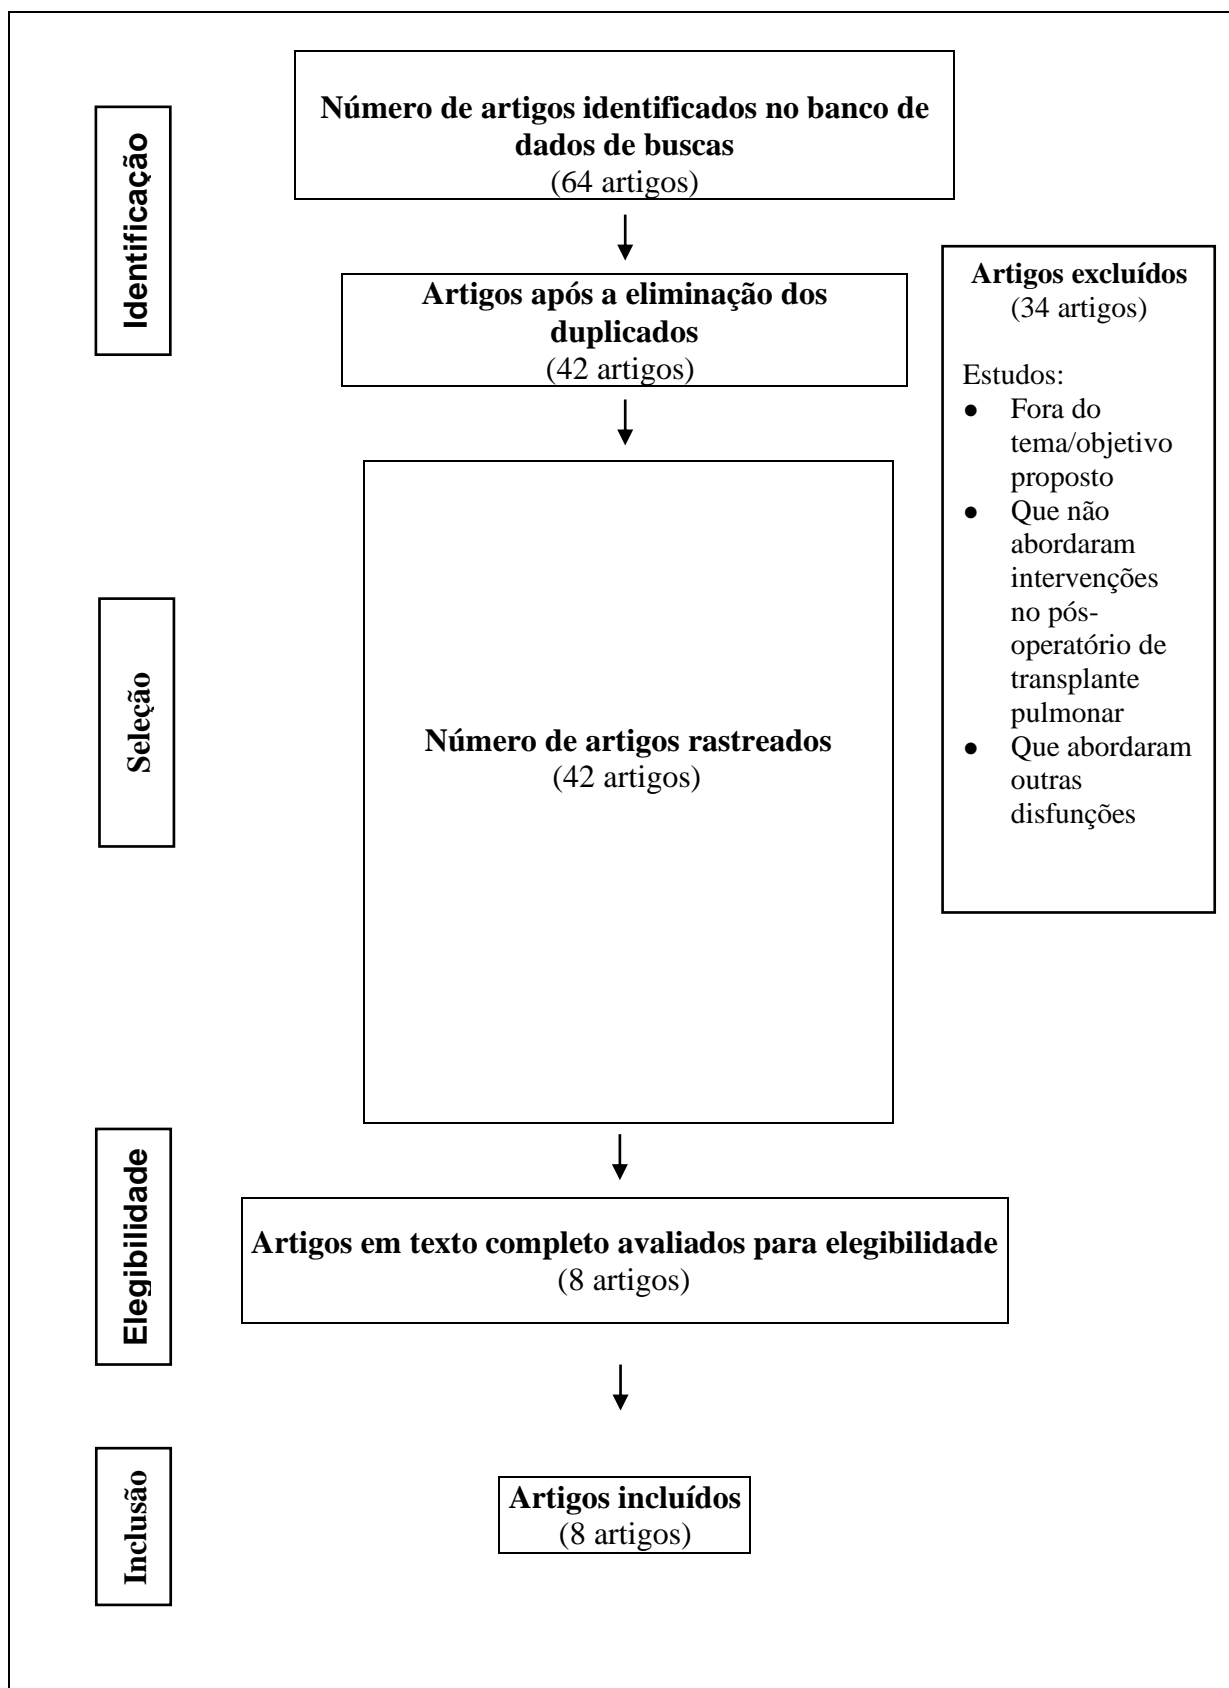 Identificação
Número de artigos identificados no banco de
dados de buscas
(64 artigos)
Artigos após a eliminação dos
duplicados
(42 artigos)
Artigos excluídos
(34 artigos)
Estudos:
● Fora do
tema/objetivo
proposto
● Que não
abordaram
intervenções
no pós-
operatório de
transplante
pulmonar
● Que abordaram
outras
disfunções
Seleção
Número de artigos rastreados
(42 artigos)
Elegibilidade
Artigos em texto completo avaliados para elegibilidade
(8 artigos)
Inclusão
Artigos incluídos
(8 artigos)